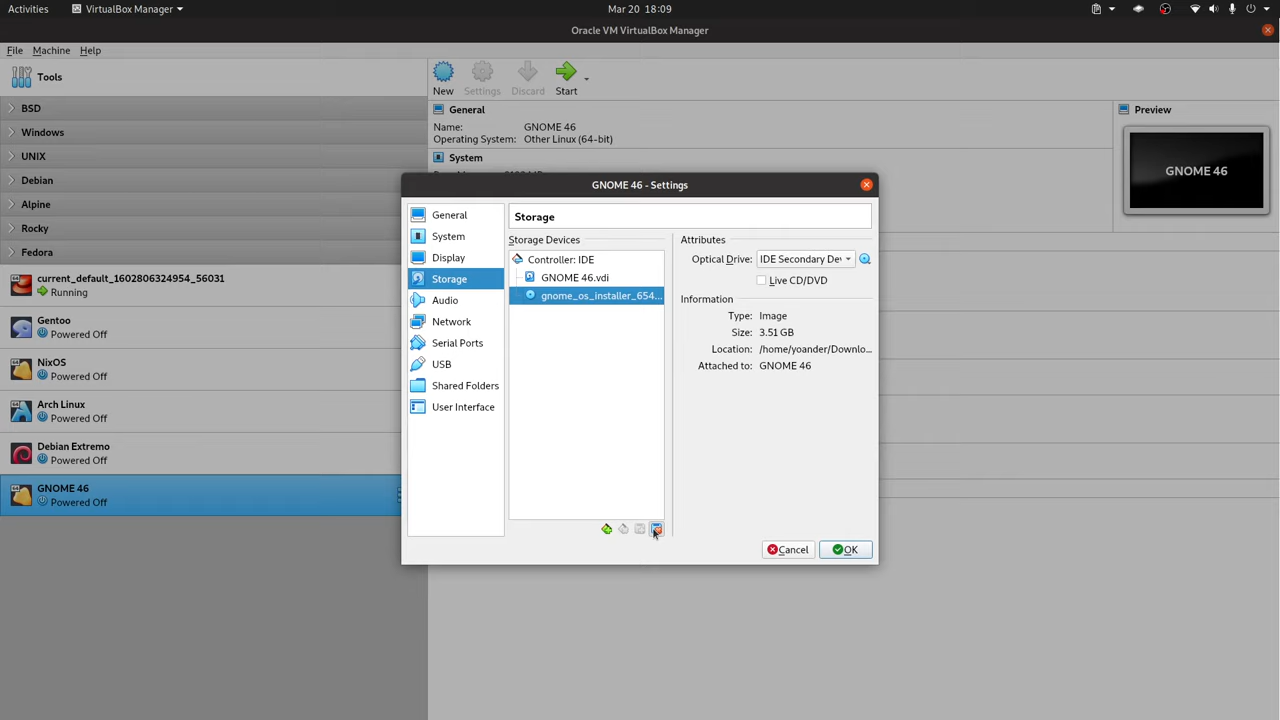 Activities
VirtualBox Manager
Mar 20 18:09
Oracle VM VirtualBox Manager
File Machine Help
Tools
BSD
Windows
UNIX
Debian
Alpine
Rocky
Fedora
current_default_1602806324954_56031
Running
Gentoo
Powered Off
NixOS
Powered Off
Arch Linux
Powered Off
Debian Extremo
Powered Off
GNOME 46
Powered Off
New
Settings
Discard
Start
General
Name: GNOME 46
Operating System: Other Linux (64-bit)
System
Preview
GNOME 46
GNOME 46 - Settings
General
System
Display
Storage
Audio
Network
Serial Ports
USB
Shared Folders
User Interface
Storage
Storage Devices
Controller: IDE
GNOME 46.vdi
gnome_os_installer_654...
Attributes
Optical Drive: IDE Secondary De
Live CD/DVD
Information
Type: Image
Size: 3.51 GB
Location: /home/yoander/Downlo...
Attached to: GNOME 46
Cancel
OK